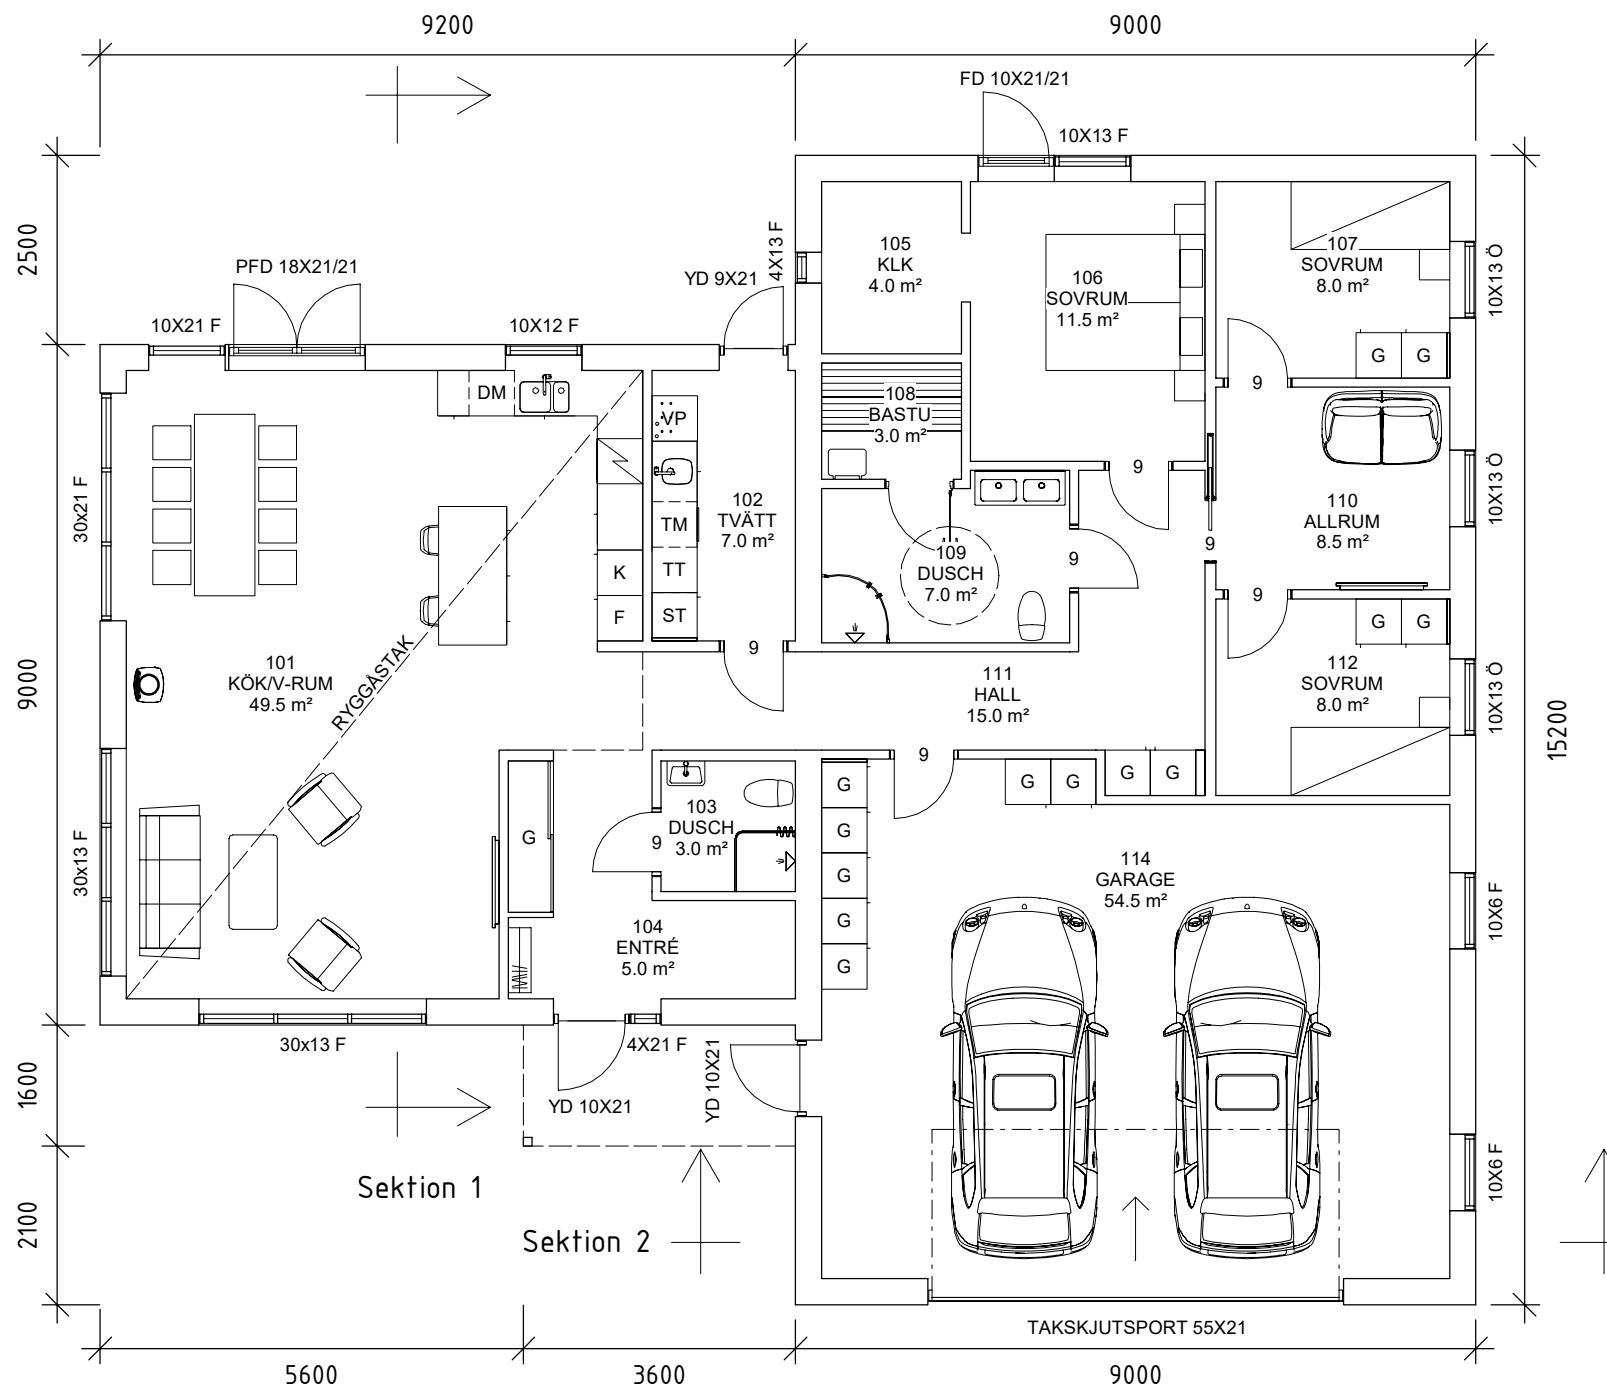 9200
9000
FD 10X21/21
10X13 F
2500
PFD 18X21/21
10X21 F
10X12 F
YD 9X21
4X13 F
105
KLK
4.0 m²
106
SOVRUM
11.5 m²
107
SOVRUM
8.0 m²
10X13 Ö
G
G
9
DM
VP
108
BASTU
3.0 m²
30x21 F
102
TVÄTT
7.0 m²
TM
TT
ST
K
F
9
9
110
ALLRUM
8.5 m²
10X13 Ö
9
109
DUSCH
7.0 m²
9
9
G
G
9000
101
KÖK/V-RUM
49.5 m²
RYGGÅSTAK
9
111
HALL
15.0 m²
112
SOVRUM
8.0 m²
10X13 Ö
15200
9
G
G
G
G
G
G
G
G
G
G
103
DUSCH
3.0 m²
9
30x13 F
114
GARAGE
54.5 m²
10X6 F
104
ENTRÉ
5.0 m²
30x13 F
4X21 F
YD 10X21
YD 10X21
1600
10X6 F
Sektion 1
Sektion 2
2100
TAKSKJUTSPORT 55X21
5600
3600
9000